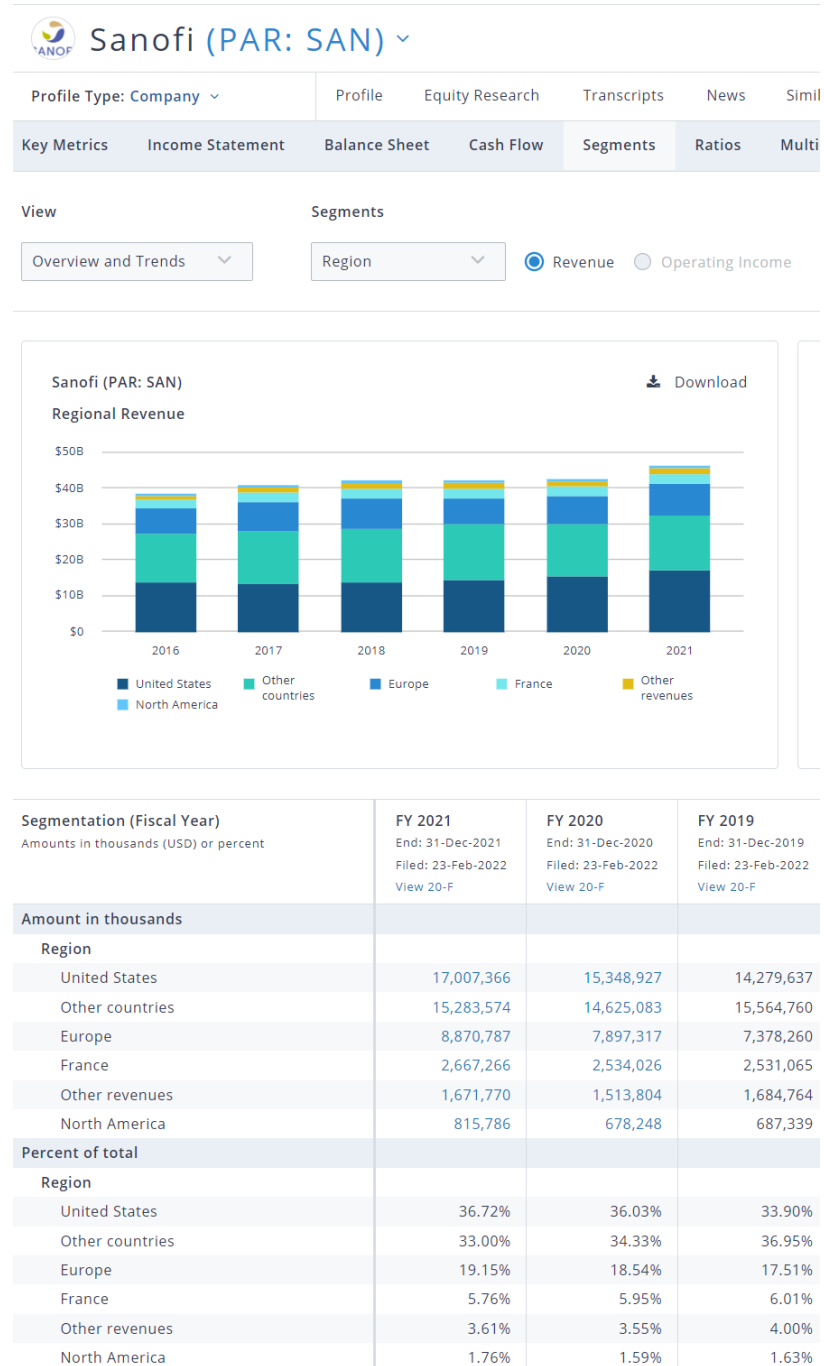 SANOF
Sanofi (PAR: SAN)
Profile Type: Company
Profile Equity Research Transcripts News Simil
Key Metrics Income Statement Balance Sheet Cash Flow Segments Ratios Multi
View Segments
Overview and Trends Region Revenue Operating Income
Sanofi (PAR: SAN) Download
Regional Revenue
$50B
$40B
$30B
$20B
$10B
$0
2016 2017 2018 2019 2020 2021
United States Other countries Europe France Other revenues
North America
Segmentation (Fiscal Year) FY 2021 FY 2020 FY 2019
Amounts in thousands (USD) or percent End: 31-Dec-2021 End: 31-Dec-2020 End: 31-Dec-2019
Filed: 23-Feb-2022 Filed: 23-Feb-2022 Filed: 23-Feb-2022
View 20-F View 20-F View 20-F
Amount in thousands
Region
United States 17,007,366 15,348,927 14,279,637
Other countries 15,283,574 14,625,083 15,564,760
Europe 8,870,787 7,897,317 7,378,260
France 2,667,266 2,534,026 2,531,065
Other revenues 1,671,770 1,513,804 1,684,764
North America 815,786 678,248 687,339
Percent of total
Region
United States 36.72% 36.03% 33.90%
Other countries 33.00% 34.33% 36.95%
Europe 19.15% 18.54% 17.51%
France 5.76% 5.95% 6.01%
Other revenues 3.61% 3.55% 4.00%
North America 1.76% 1.59% 1.63%